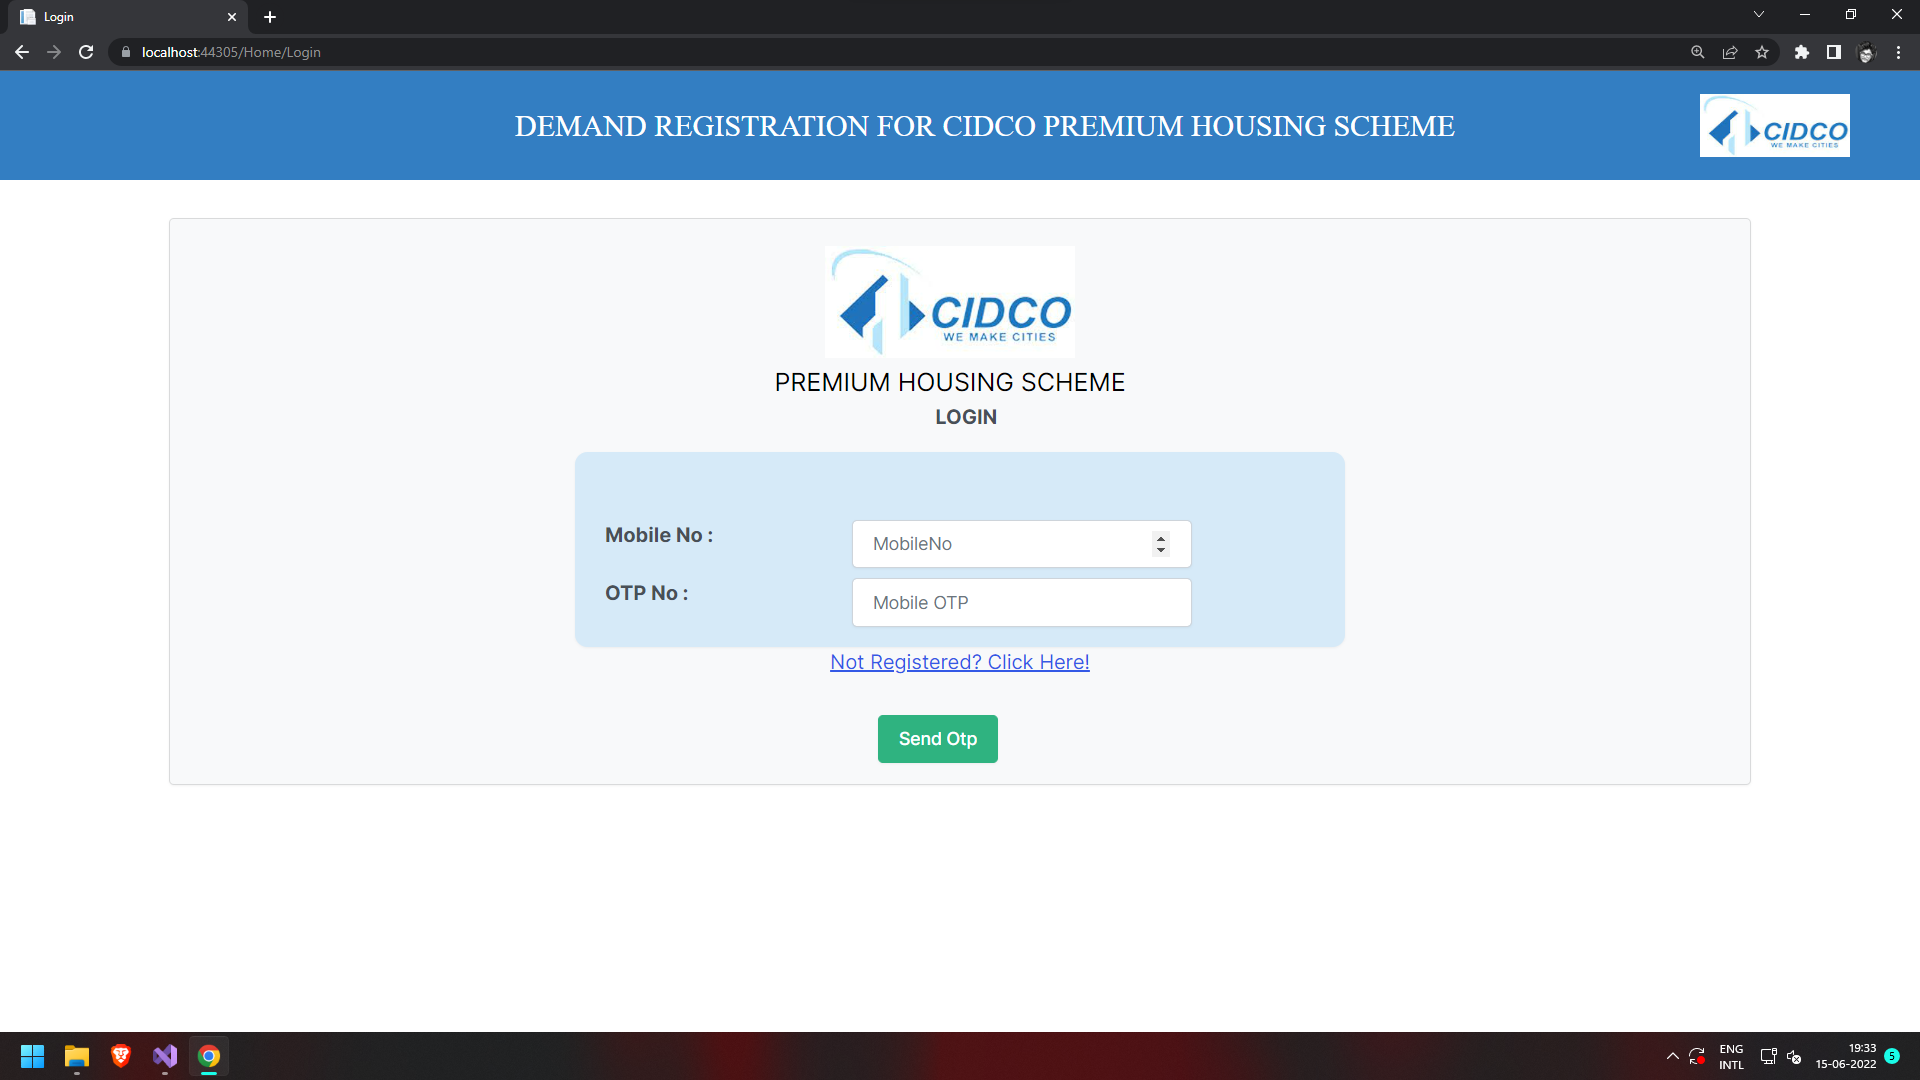 Login
localhost:44305/Home/Login
DEMAND REGISTRATION FOR CIDCO PREMIUM HOUSING SCHEME
CIDCO
WE MAKE CITIES
CIDCO
WE MAKE CITIES
PREMIUM HOUSING SCHEME
LOGIN
Mobile No :
MobileNo
OTP No :
Mobile OTP
Not Registered? Click Here!
Send Otp
ENG
INTL
19:33
15-06-2022
5